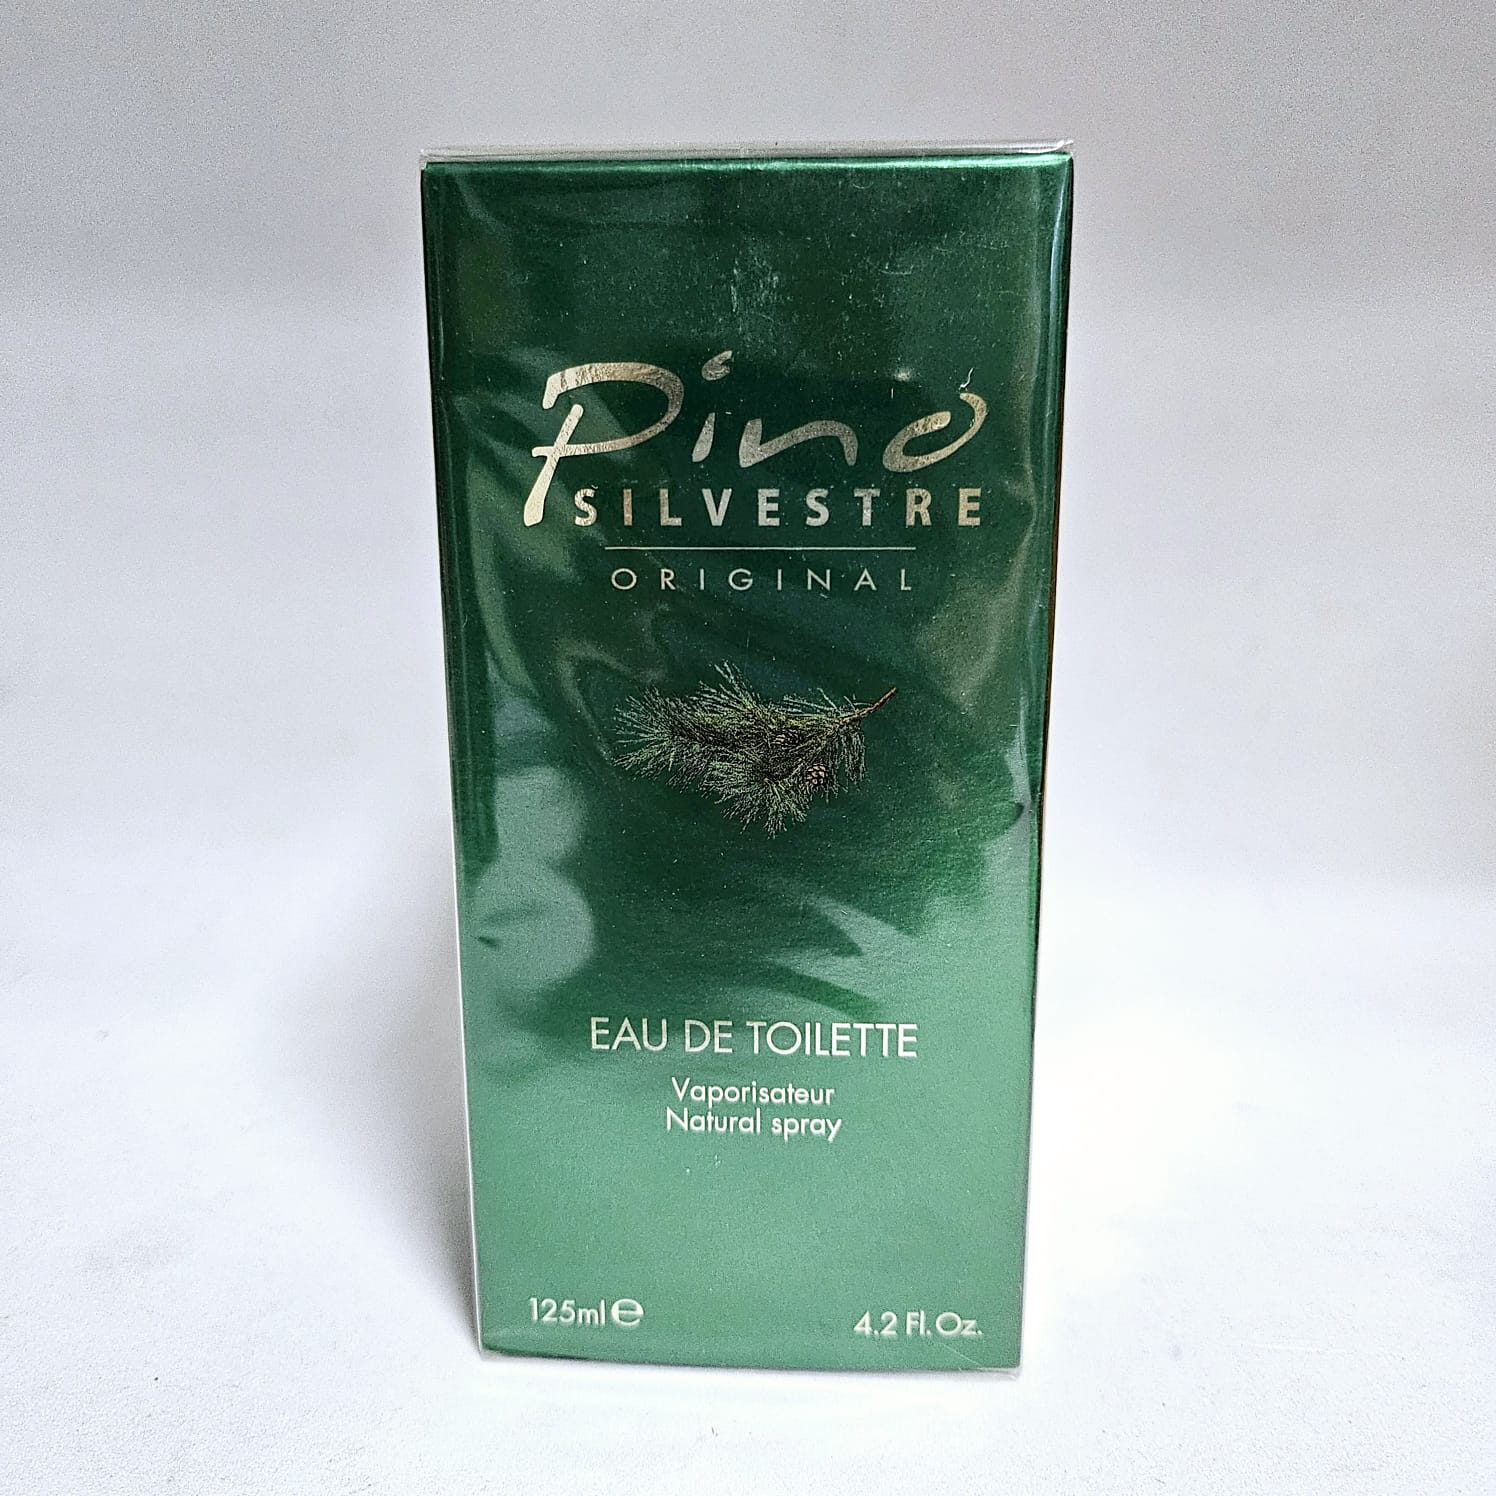 Pino
SILVESTRE
ORIGINAL
EAU DE TOILETTE
Vaporisateur
Natural spray
125ml ℮
4.2 Fl. Oz.